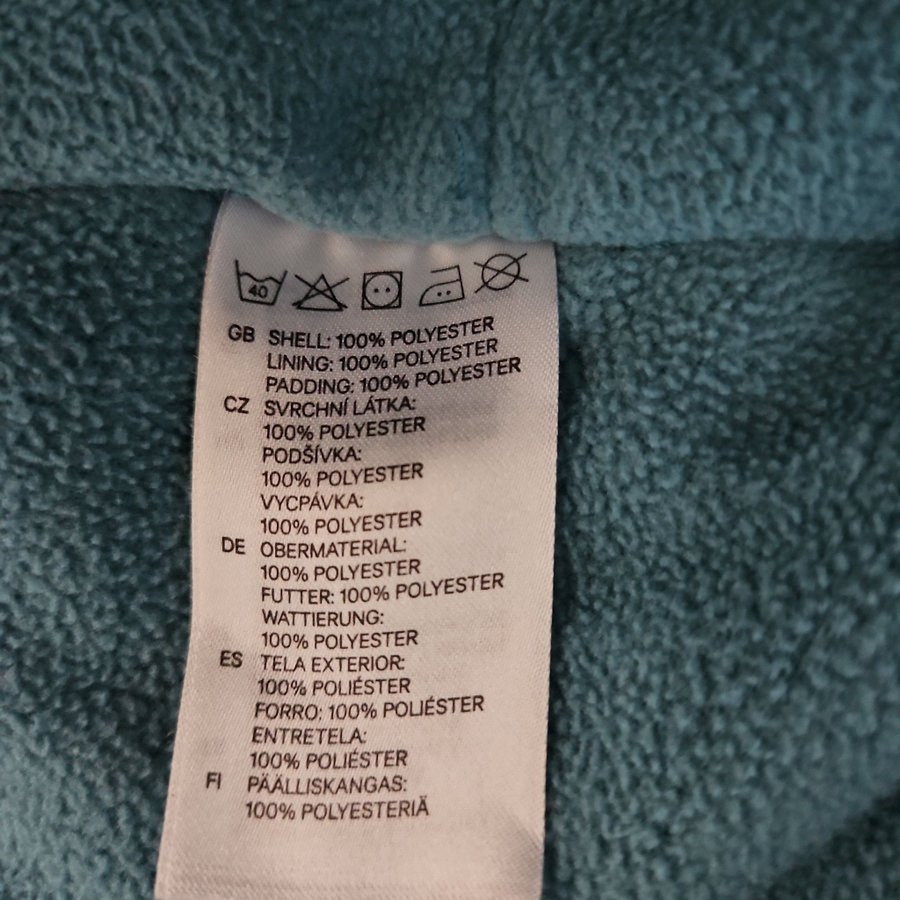 40
GB SHELL: 100% POLYESTER
LINING: 100% POLYESTER
PADDING: 100% POLYESTER
CZ SVRCHNÍ LÁTKA:
100% POLYESTER
PODŠÍVKA:
100% POLYESTER
VYCPÁVKA:
100% POLYESTER
DE OBERMATERIAL:
100% POLYESTER
FUTTER: 100% POLYESTER
WATTIERUNG:
100% POLYESTER
ES TELA EXTERIOR:
100% POLIÉSTER
FORRO: 100% POLIÉSTER
ENTRETELA:
100% POLIÉSTER
FI PÄÄLLISKANGAS:
100% POLYESTERIÄ